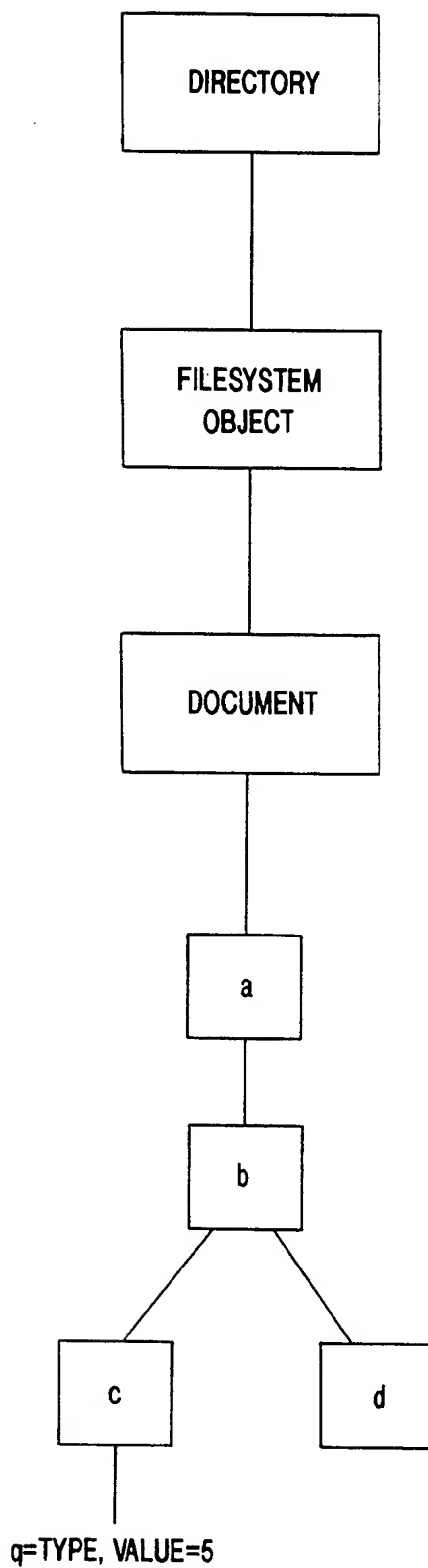 DIRECTORY
FILESYSTEM
OBJECT
DOCUMENT
a
b
c
d
q=TYPE, VALUE=5